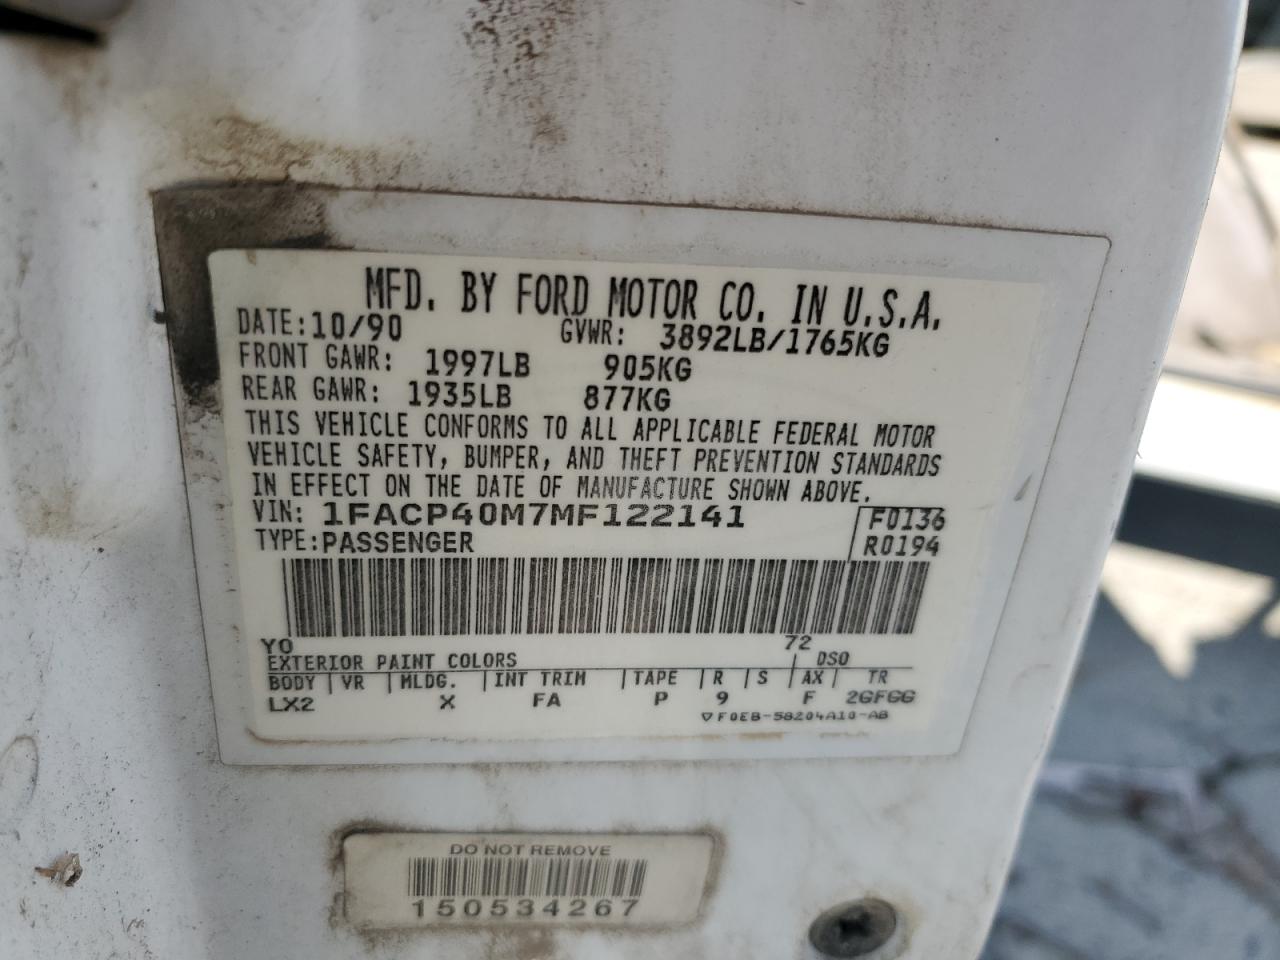 MFD. BY FORD MOTOR CO. IN U.S.A.
DATE: 10/90 GVWR: 3892LB/1765KG
FRONT GAWR: 1997LB 905KG
REAR GAWR: 1935LB 877KG
THIS VEHICLE CONFORMS TO ALL APPLICABLE FEDERAL MOTOR
VEHICLE SAFETY, BUMPER, AND THEFT PREVENTION STANDARDS
IN EFFECT ON THE DATE OF MANUFACTURE SHOWN ABOVE.
VIN: 1FACP40M7MF122141 F0136
TYPE: PASSENGER R0194
YO 72
EXTERIOR PAINT COLORS DSO
BODY VR MLDG. INT TRIM TAPE R S AX TR
LX2 X FA P 9 F 2GFGG
▽F0EB-58204A10-AB
DO NOT REMOVE
150534267